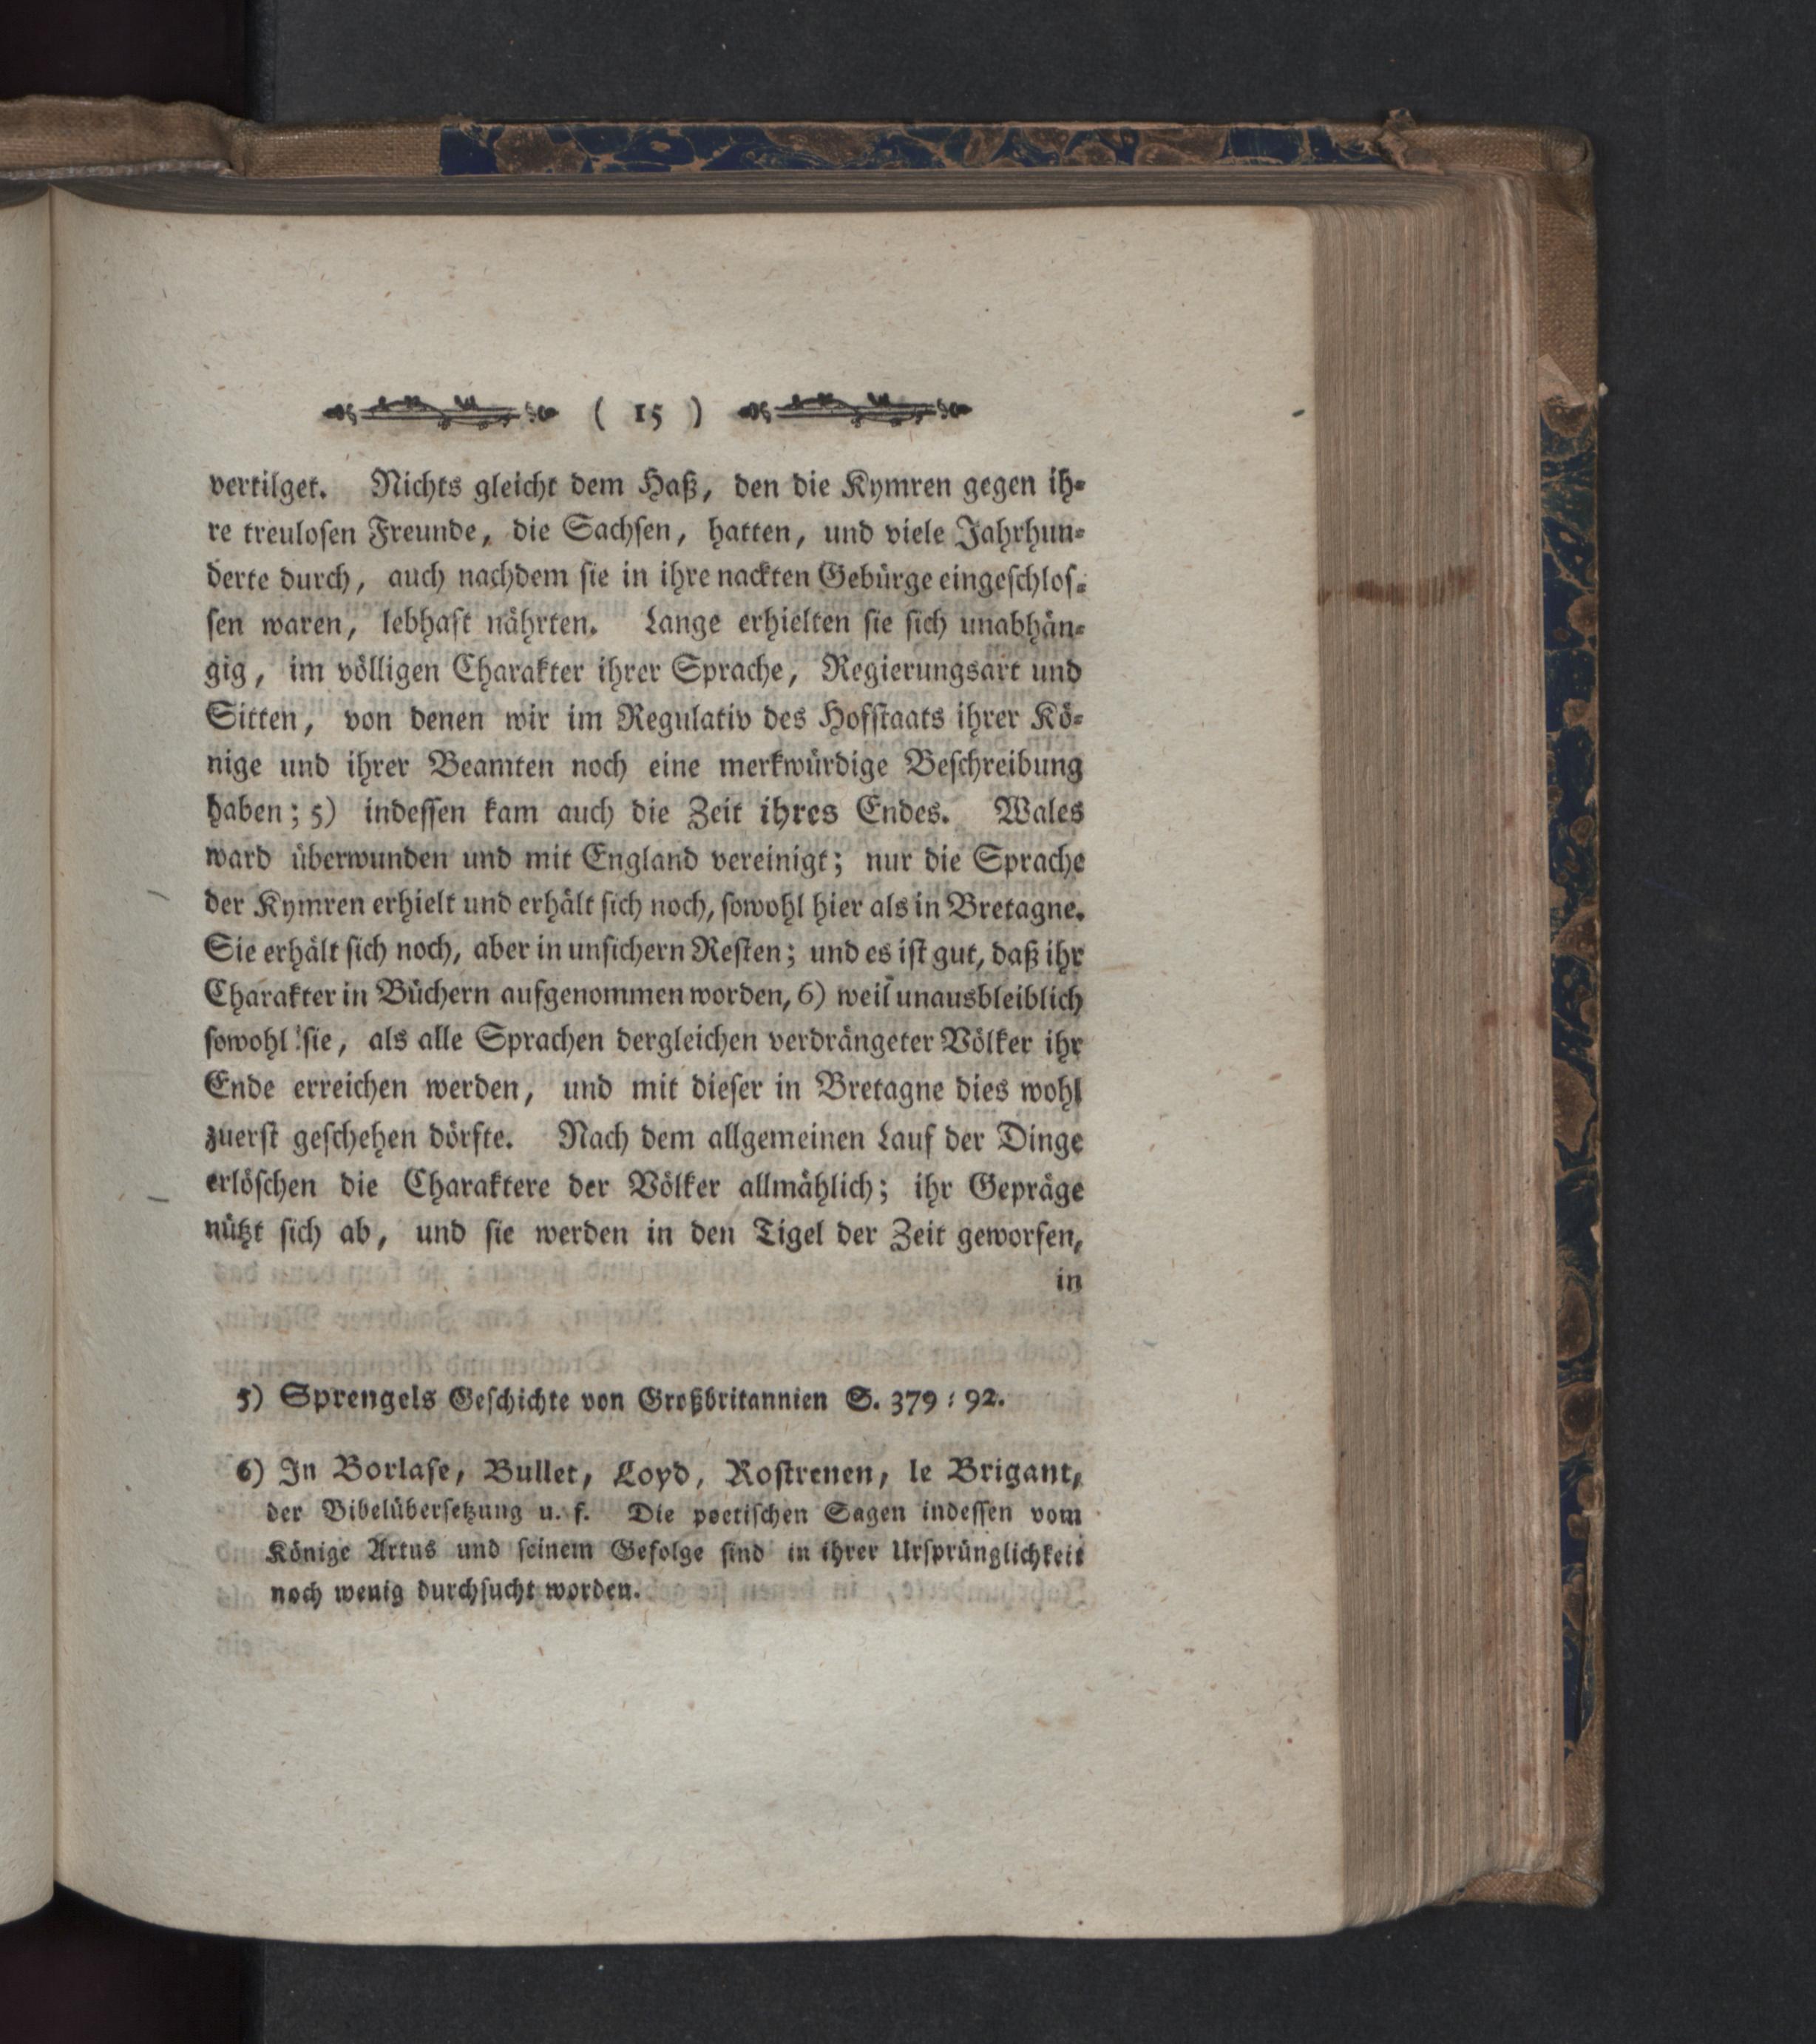 ( 15 )
vertilget. Nichts gleicht dem Haß, den die Kymren gegen ih-
re treulosen Freunde, die Sachsen, hatten, und viele Jahrhun-
derte durch, auch nachdem sie in ihre nackten Gebürge eingeschlos-
sen waren, lebhaft nährten. Lange erhielten sie sich unabhän-
gig, im völligen Charakter ihrer Sprache, Regierungsart und
Sitten, von denen wir im Regulativ des Hofstaats ihrer Kö-
nige und ihrer Beamten noch eine merkwürdige Beschreibung
haben; 5) indessen kam auch die Zeit ihres Endes. Wales
ward überwunden und mit England vereinigt; nur die Sprache
der Kymren erhielt und erhält sich noch, sowohl hier als in Bretagne.
Sie erhält sich noch, aber in unsichern Resten; und es ist gut, daß ihr
Charakter in Büchern aufgenommen worden, 6) weil unausbleiblich
sowohl sie, als alle Sprachen dergleichen verdrängeter Völker ihr
Ende erreichen werden, und mit dieser in Bretagne dies wohl
zuerst geschehen dörfte. Nach dem allgemeinen Lauf der Dinge
erlöschen die Charaktere der Völker allmählich; ihr Gepräge
nützt sich ab, und sie werden in den Tigel der Zeit geworfen,
in
5) Sprengels Geschichte von Großbritannien S. 379 : 92.
6) In Borlase, Bullet, Loyd, Rostrenen, le Brigant,
der Bibelübersetzung u. f. Die poetischen Sagen indessen vom
Könige Artus und seinem Gefolge sind in ihrer Ursprünglichkeit
noch wenig durchsucht worden.